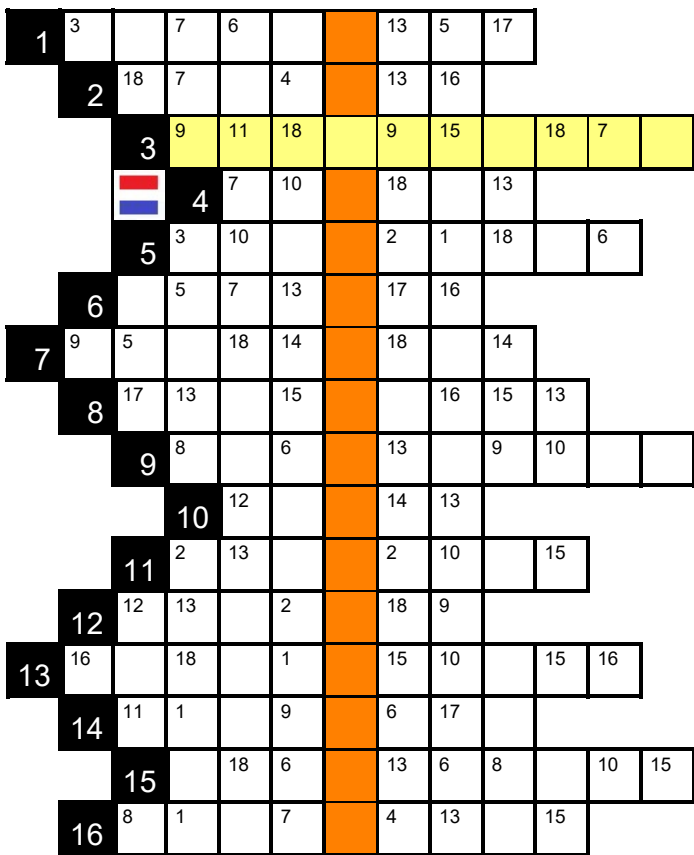 1 3 7 6 13 5 17
2 18 7 4 13 16
3 9 11 18 9 15 18 7
4 7 10 18 13
5 3 10 2 1 18 6
6 5 7 13 17 16
7 9 5 18 14 18 14
8 17 13 15 16 15 13
9 8 6 13 9 10
10 12 14 13
11 2 13 2 10 15
12 12 13 2 18 9
13 16 18 1 15 10 15 16
14 11 1 9 6 17
15 18 6 13 6 8 10 15
16 8 1 7 4 13 15